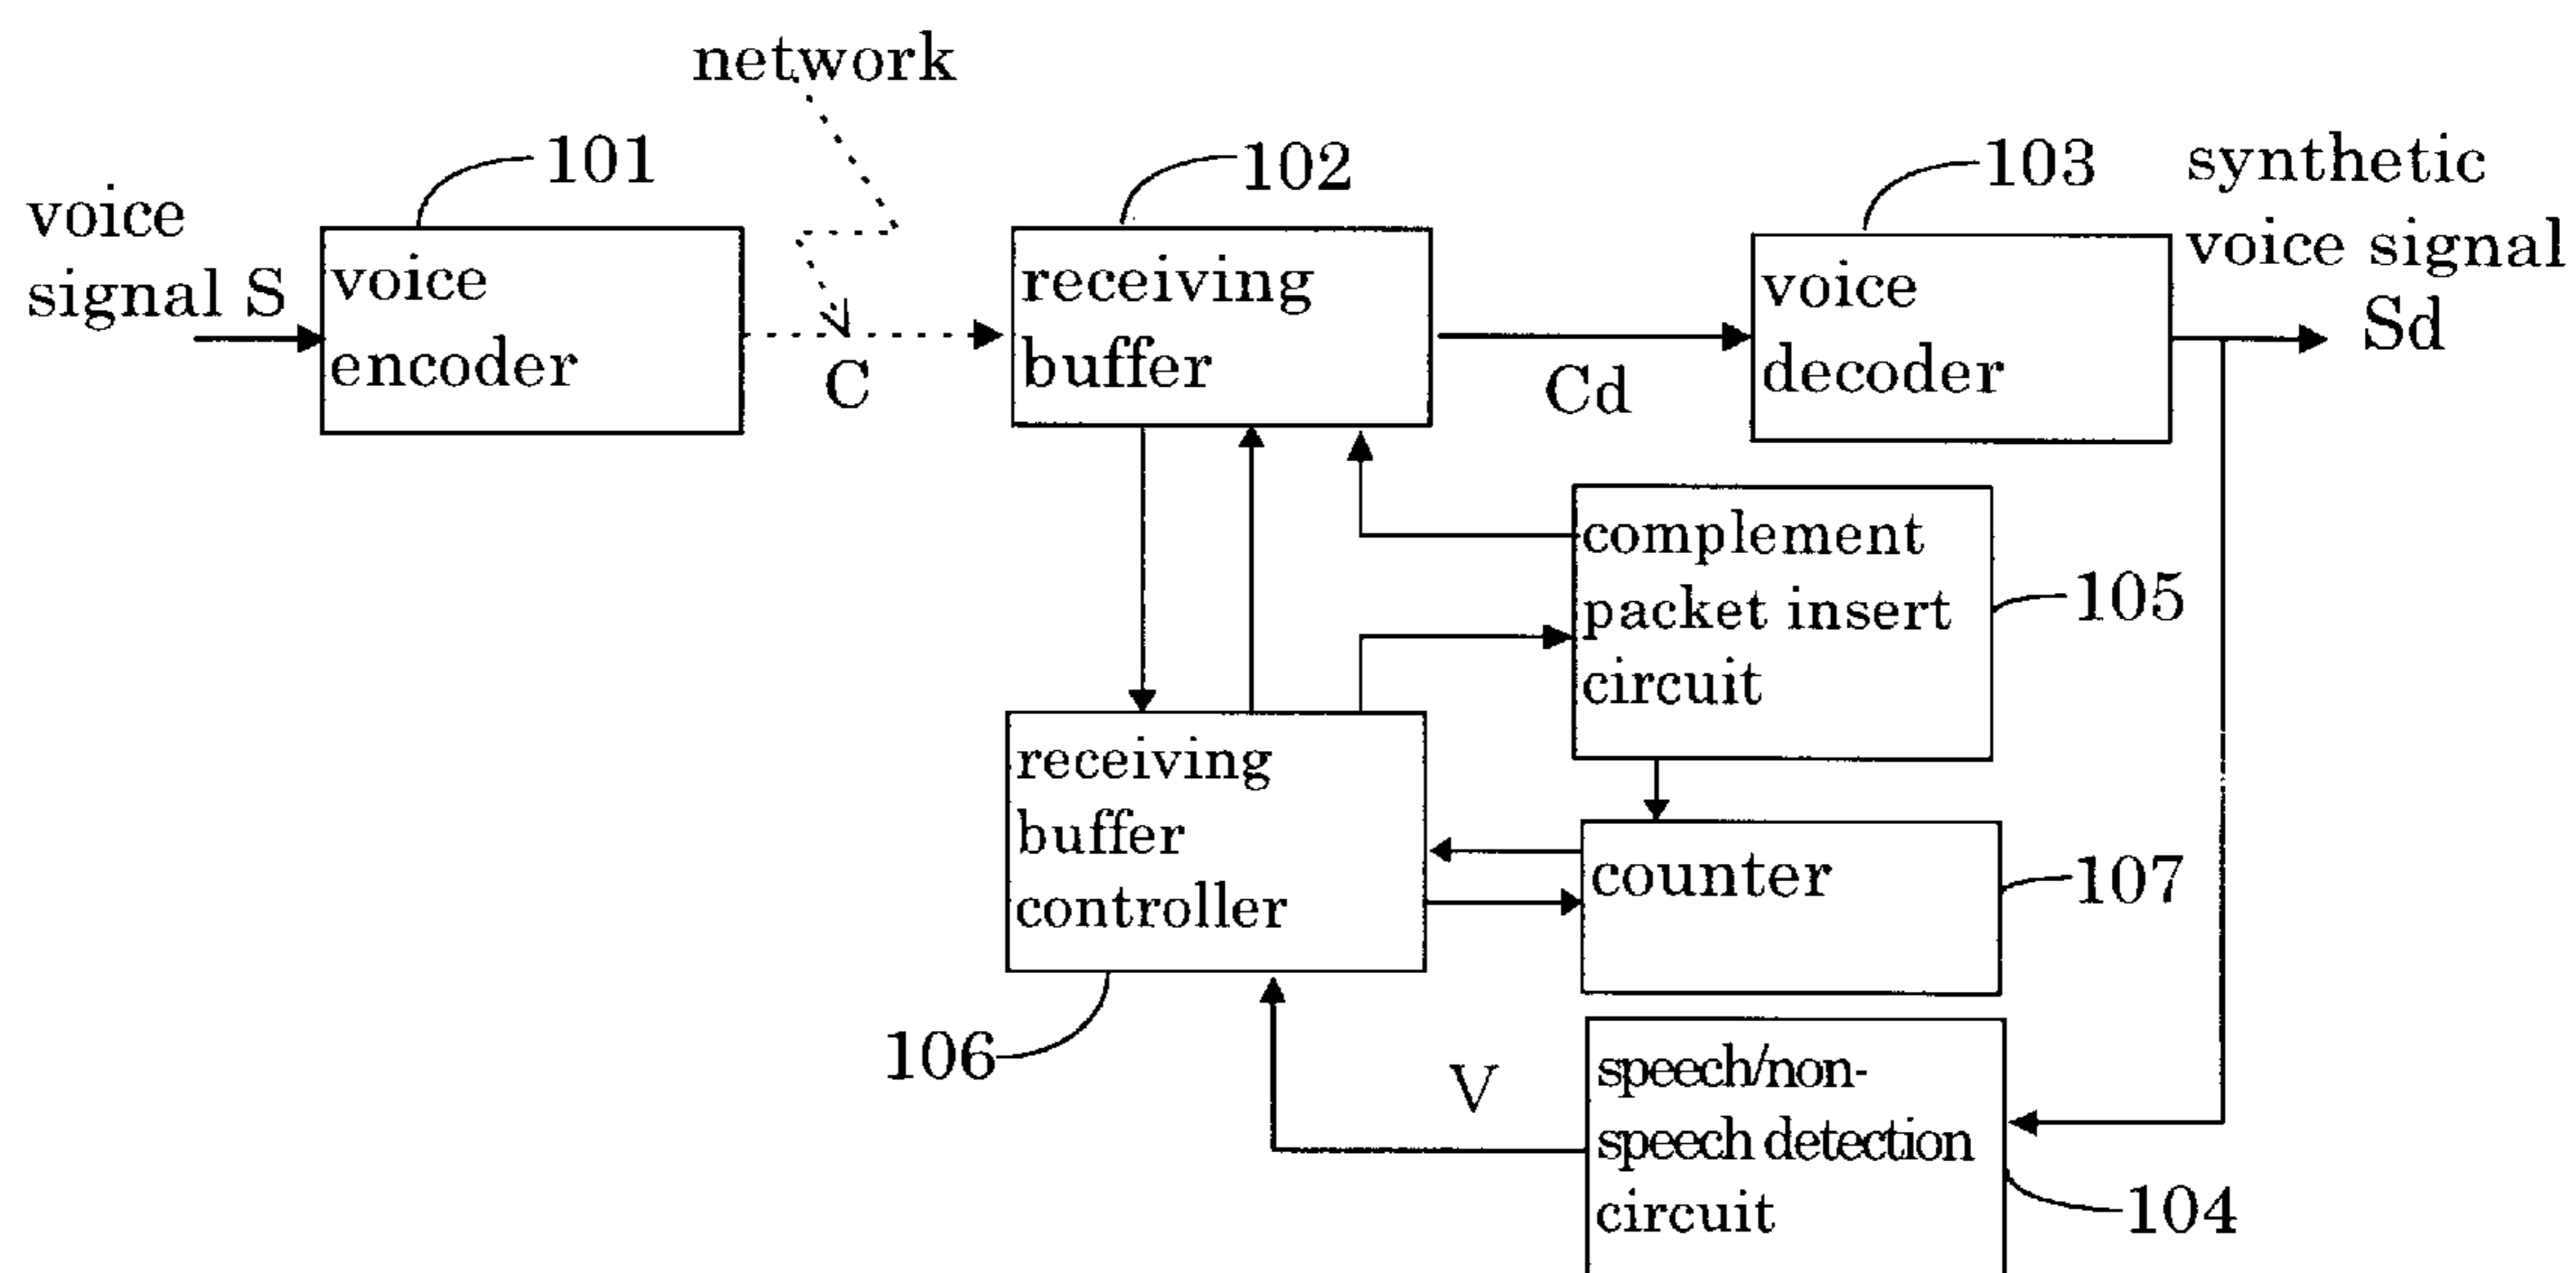 network
101
102
103
synthetic
voice signal
Sd
voice
signal S
voice
encoder
C
receiving
buffer
Cd
voice
decoder
complement
packet insert
circuit
105
receiving
buffer
controller
106
counter
107
V
speech/non-
speech detection
circuit
104